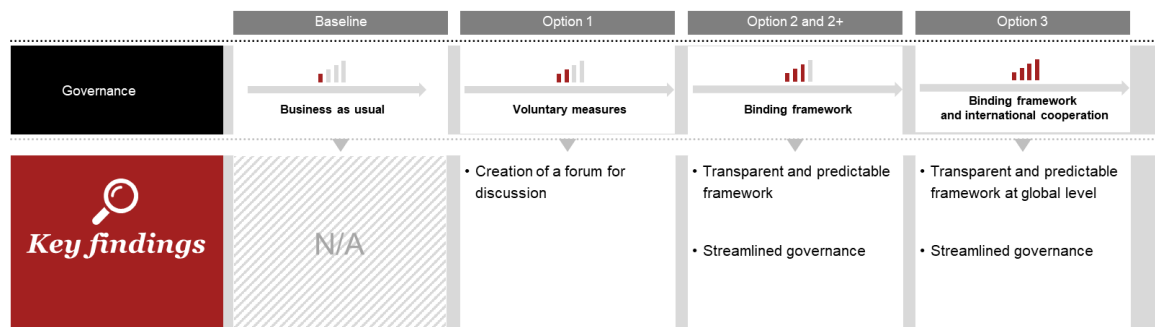 Baseline
Option 1
Option 2 and 2+
Option 3
Governance
Business as usual
Voluntary measures
Binding framework
Binding framework
and international cooperation
Key findings
N/A
• Creation of a forum for
discussion
• Transparent and predictable
framework
• Streamlined governance
• Transparent and predictable
framework at global level
• Streamlined governance